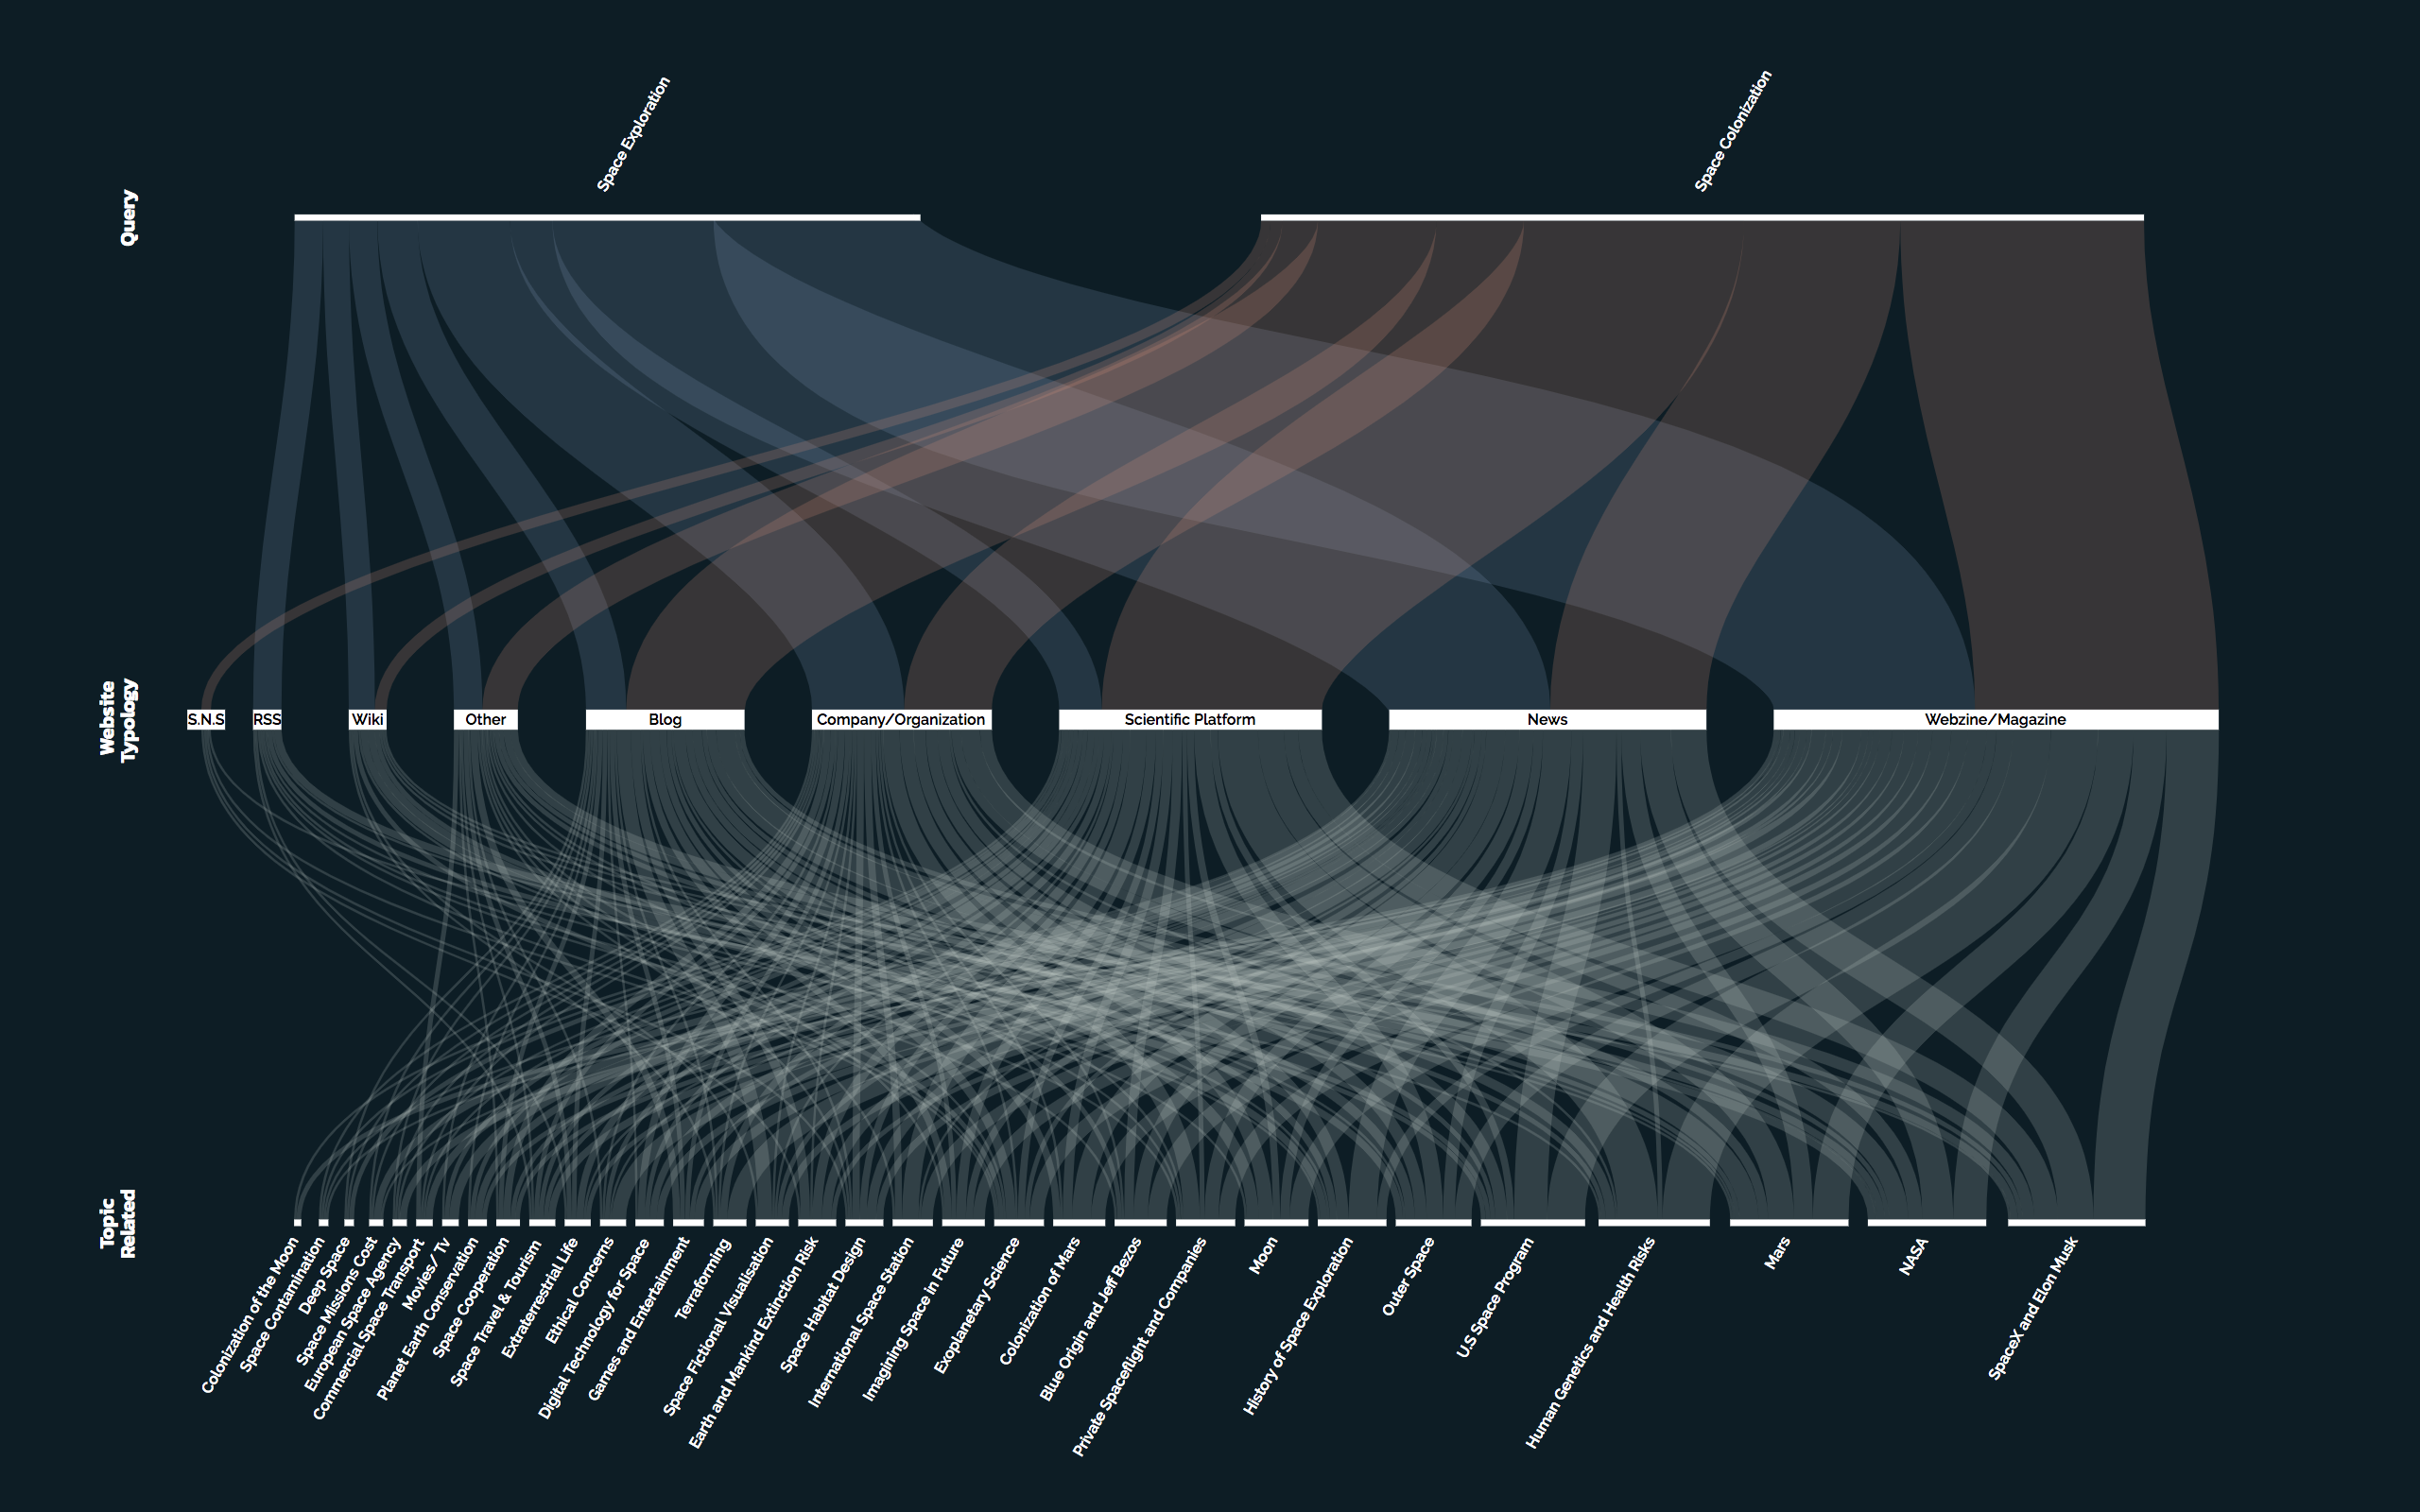 Space Exploration
Space Colonization
Query
Website
Typology
S.N.S
RSS
Wiki
Other
Blog
Company/Organization
Scientific Platform
News
Webzine/Magazine
Topic
Related
Colonization of the Moon
Space Contamination
Deep Space
Space Missions Cost
European Space Agency
Commercial Space Transport
Movies/ Tv
Planet Earth Conservation
Space Cooperation
Space Travel & Tourism
Extraterrestrial Life
Ethical Concerns
Digital Technology for Space
Games and Entertainment
Terraforming
Space Fictional Visualisation
Earth and Mankind Extinction Risk
Space Habitat Design
International Space Station
Imagining Space in Future
Exoplanetary Science
Colonization of Mars
Blue Origin and Jeff Bezos
Private Spaceflight and Companies
Moon
History of Space Exploration
Outer Space
U.S Space Program
Human Genetics and Health Risks
Mars
NASA
SpaceX and Elon Musk